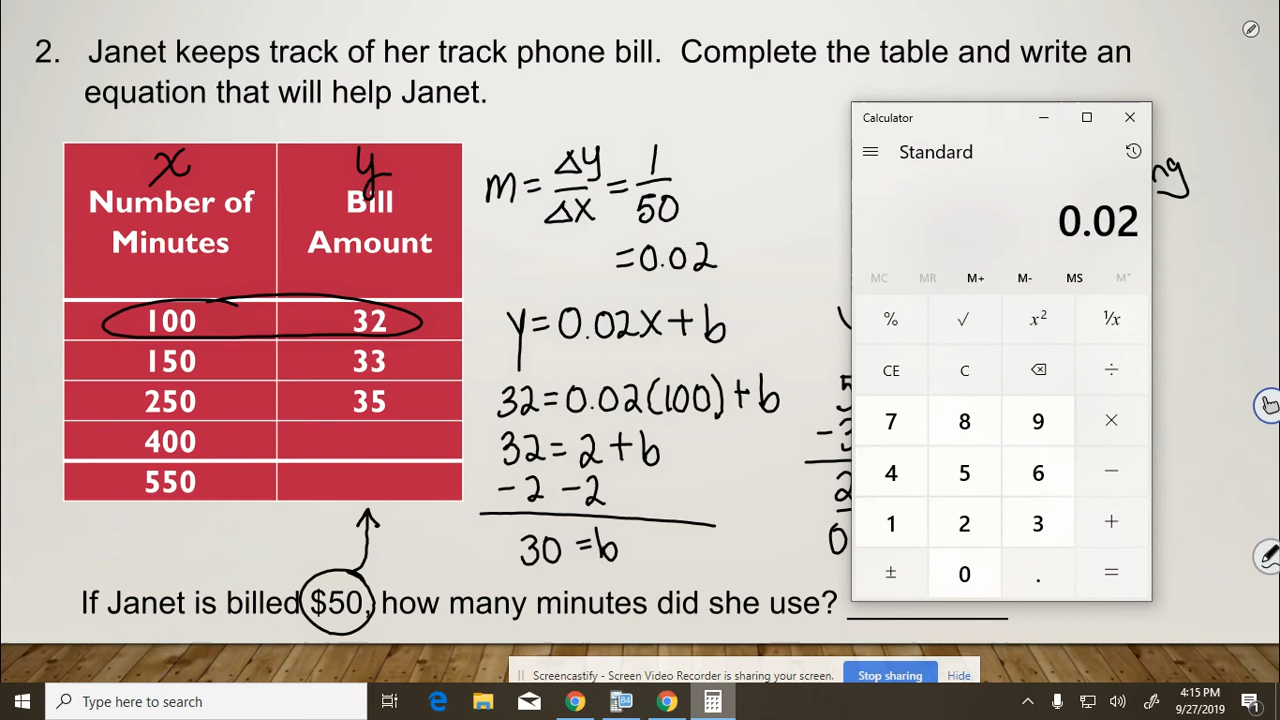 2. Janet keeps track of her track phone bill. Complete the table and write an
equation that will help Janet.
x y
Number of Minutes Bill Amount
100 32
150 33
250 35
400
550
m = Δy/Δx = 1/50
= 0.02
y = 0.02x + b
32 = 0.02(100) + b
32 = 2 + b
-2 -2
30 = b
If Janet is billed $50, how many minutes did she use?
ng
Calculator
Standard
0.02
MC MR M+ M- MS M˅
% √ x² ¹/x
CE C ⌫ ÷
7 8 9 ×
4 5 6 −
1 2 3 +
± 0 . =
Screencastify - Screen Video Recorder is sharing your screen. Stop sharing Hide
Type here to search
84
4:15 PM
9/27/2019
1